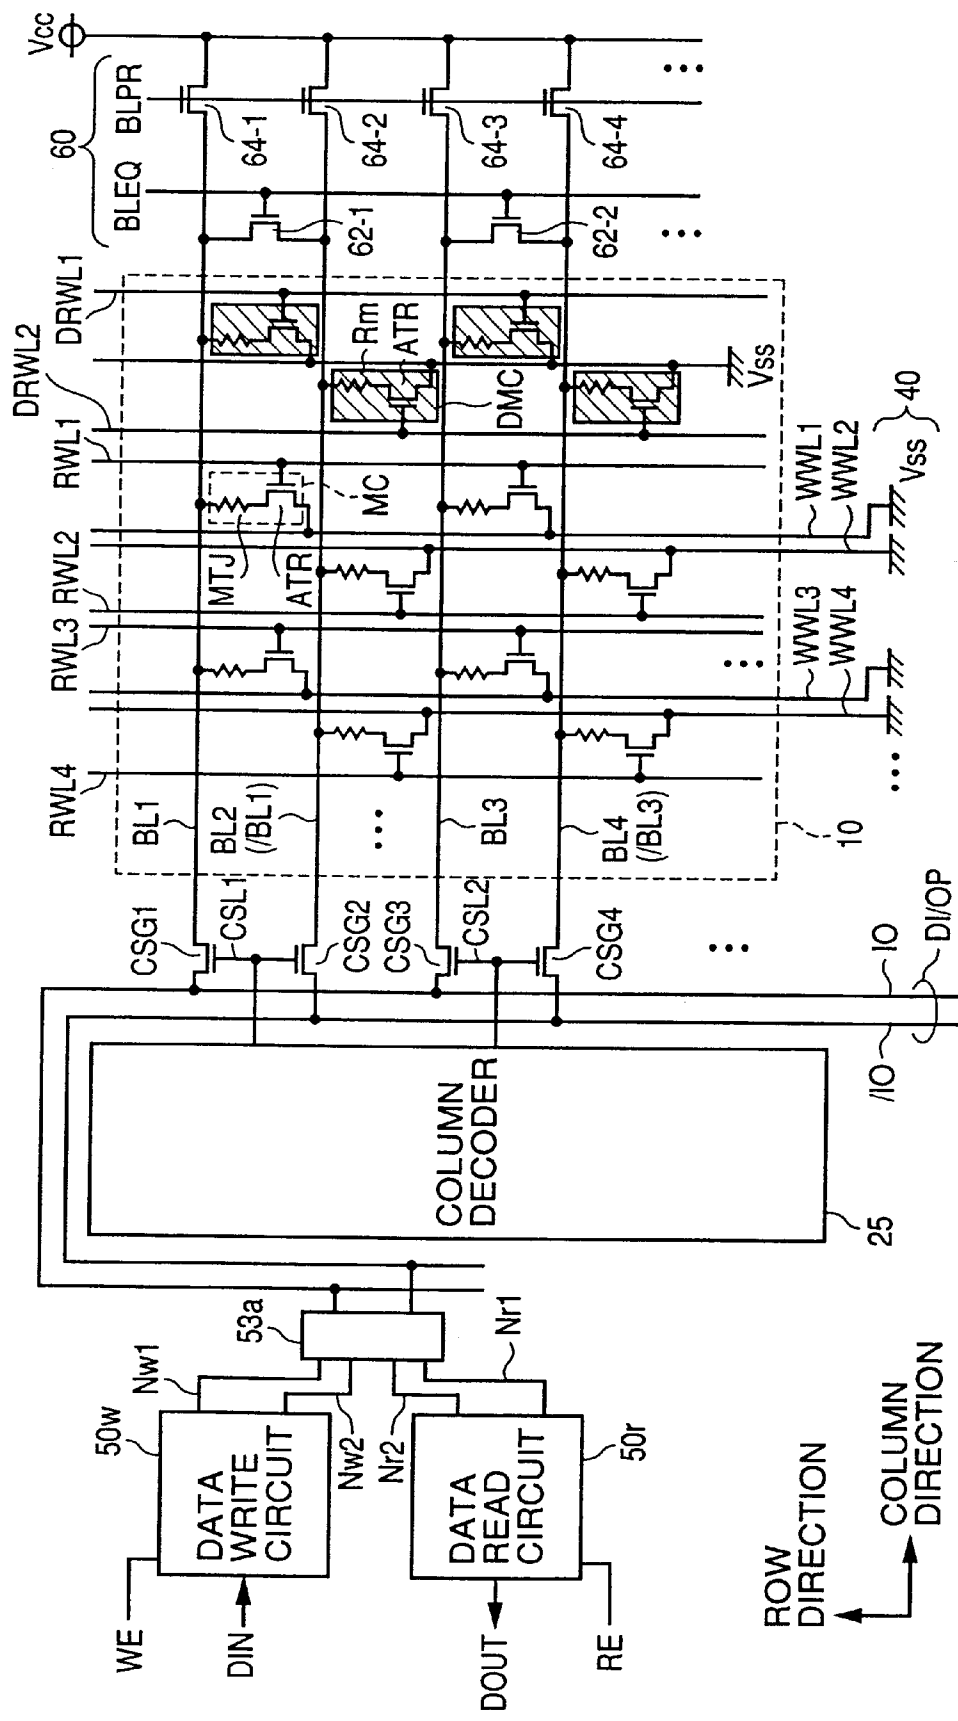 Vcc
60
BLPR
BLEQ
64-1
64-2
64-3
64-4
62-1
62-2
DRWL1
DRWL2
Rm
ATR
DMC
Vss
RWL1
MC
MTJ
ATR
RWL2
RWL3
RWL4
WWL1
WWL2
WWL3
WWL4
Vss
40
BL1
BL2
(/BL1)
BL3
BL4
(/BL3)
10
CSG1
CSL1
CSG2
CSG3
CSL2
CSG4
IO
/IO
DI/OP
COLUMN
DECODER
25
53a
Nw1
Nw2
Nr2
Nr1
50w
DATA
WRITE
CIRCUIT
DATA
READ
CIRCUIT
50r
WE
DIN
DOUT
RE
ROW
DIRECTION
COLUMN
DIRECTION